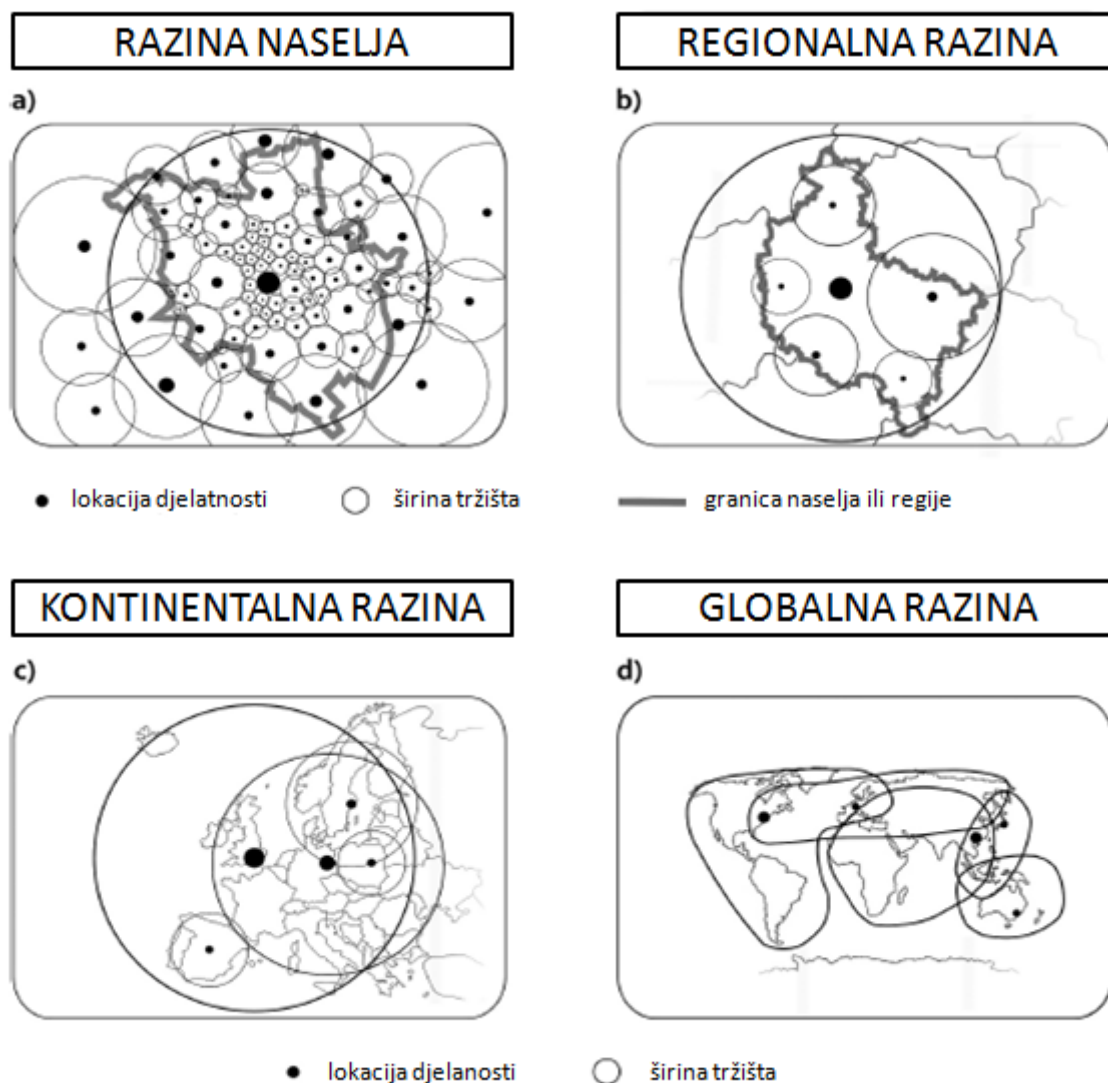 RAZINA NASELJA
REGIONALNA RAZINA
a)
b)
lokacija djelatnosti
širina tržišta
granica naselja ili regije
KONTINENTALNA RAZINA
GLOBALNA RAZINA
c)
d)
lokacija djelanosti
širina tržišta